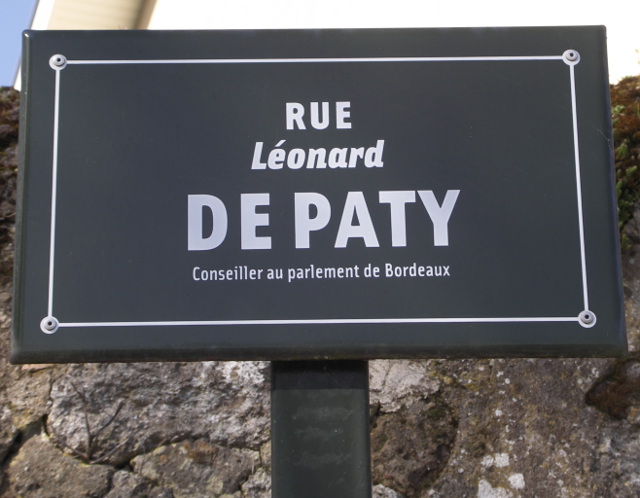 RUE
Léonard
DE PATY
Conseiller au parlement de Bordeaux